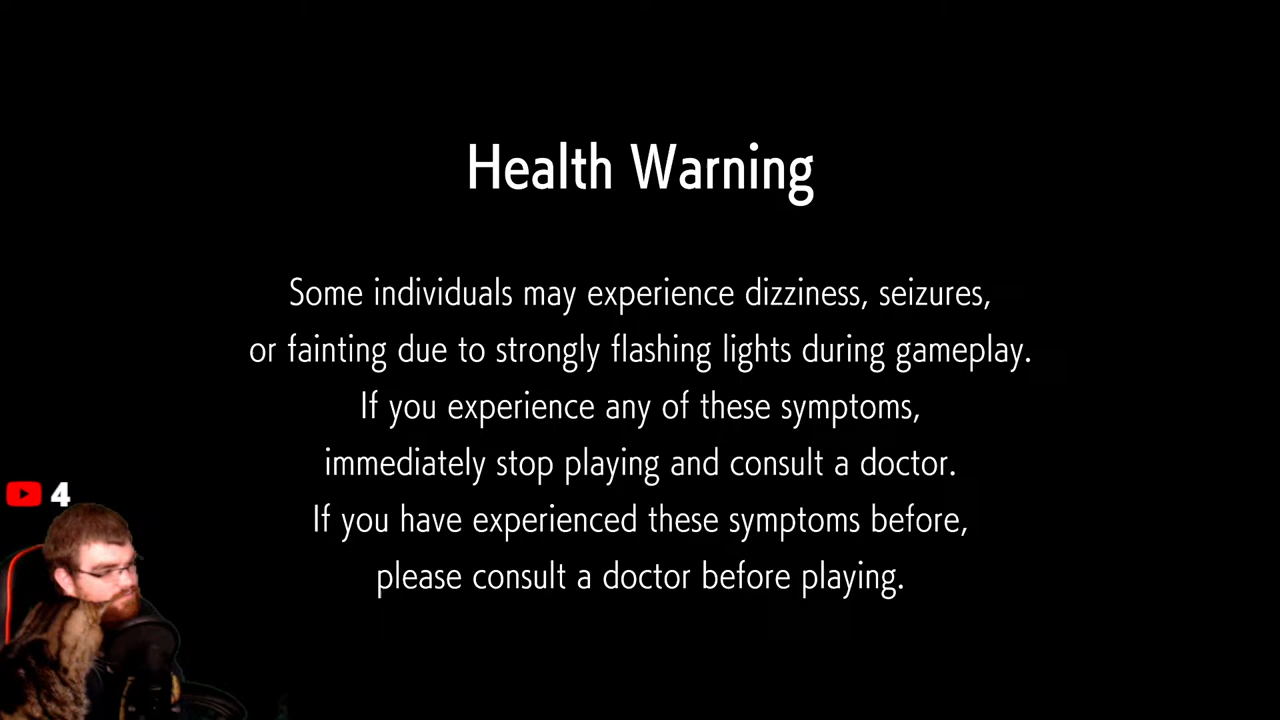 Health Warning
Some individuals may experience dizziness, seizures,
or fainting due to strongly flashing lights during gameplay.
If you experience any of these symptoms,
immediately stop playing and consult a doctor.
If you have experienced these symptoms before,
please consult a doctor before playing.
4